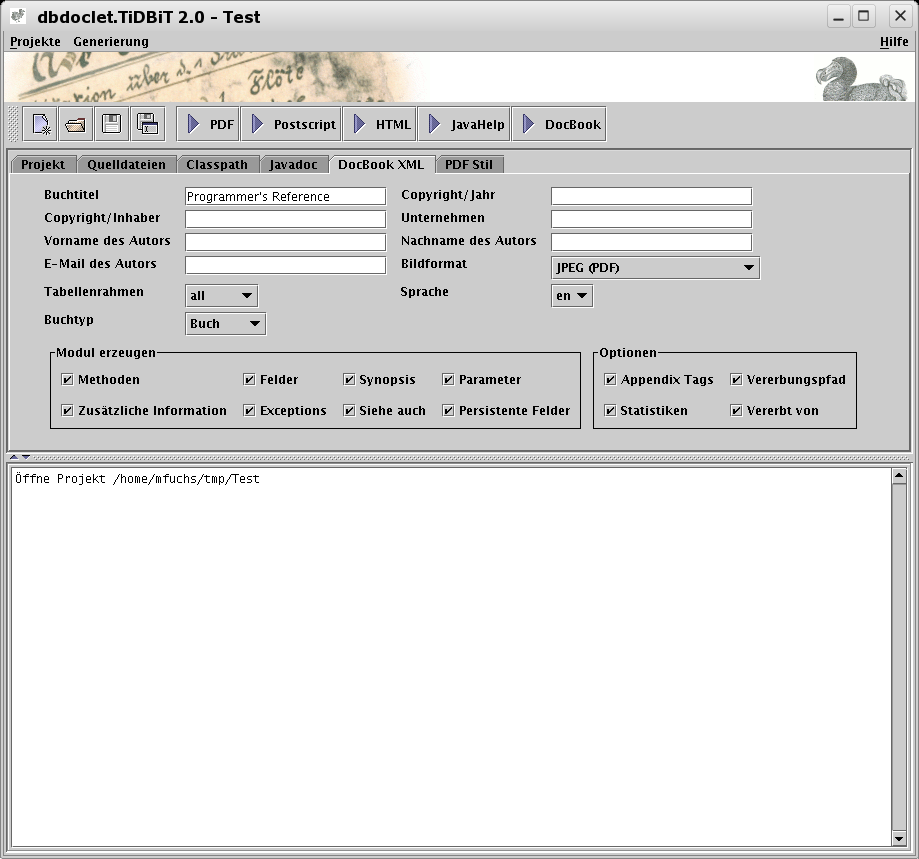 dbdoclet.TiDBiT 2.0 - Test
Projekte Generierung Hilfe
über d. Flöte
PDF Postscript HTML JavaHelp DocBook
Projekt Quelldateien Classpath Javadoc DocBook XML PDF Stil
Buchtitel Programmer's Reference Copyright/Jahr
Copyright/Inhaber Unternehmen
Vorname des Autors Nachname des Autors
E-Mail des Autors Bildformat JPEG (PDF)
Tabellenrahmen all Sprache en
Buchtyp Buch
Modul erzeugen Optionen
Methoden Felder Synopsis Parameter Appendix Tags Vererbungspfad
Zusätzliche Information Exceptions Siehe auch Persistente Felder Statistiken Vererbt von
Öffne Projekt /home/mfuchs/tmp/Test